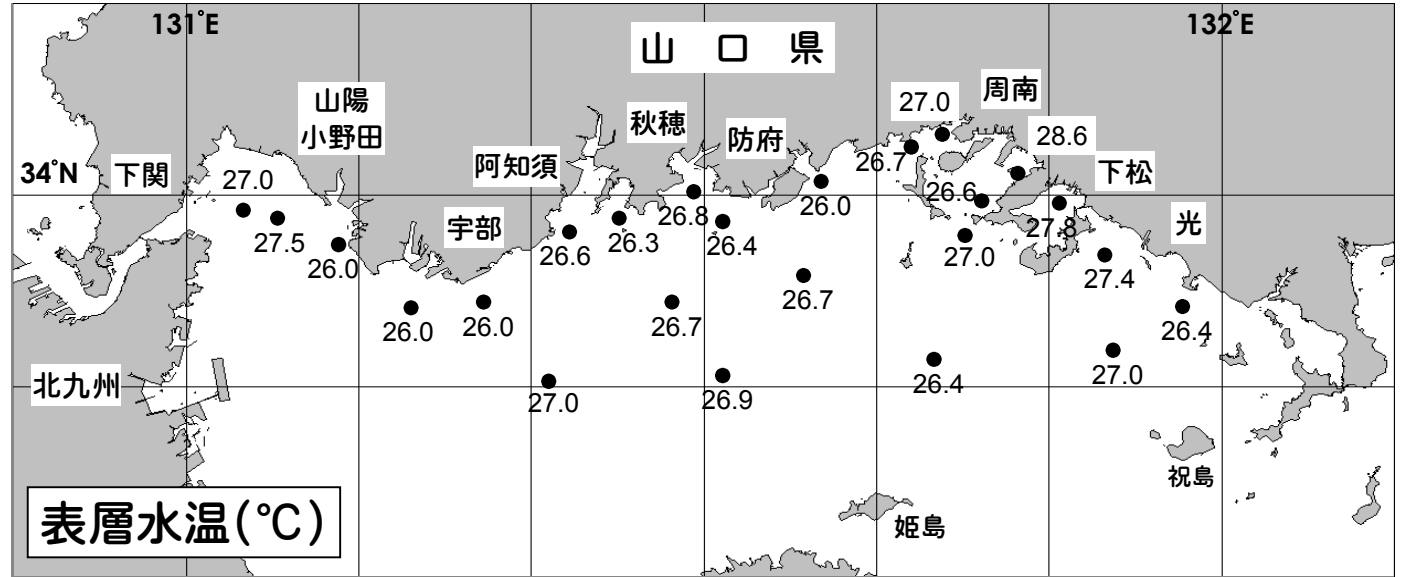 131°E
132°E
山 口 県
27.0
周南
山陽
小野田
秋穂
防府
28.6
34°N
下関
阿知須
26.7
下松
27.0
26.6
26.0
宇部
26.8
27.8
光
27.5
26.3
26.4
26.0
26.6
27.0
27.4
26.7
26.0
26.0
26.7
26.4
北九州
27.0
26.9
26.4
27.0
祝島
表層水温(℃)
姫島